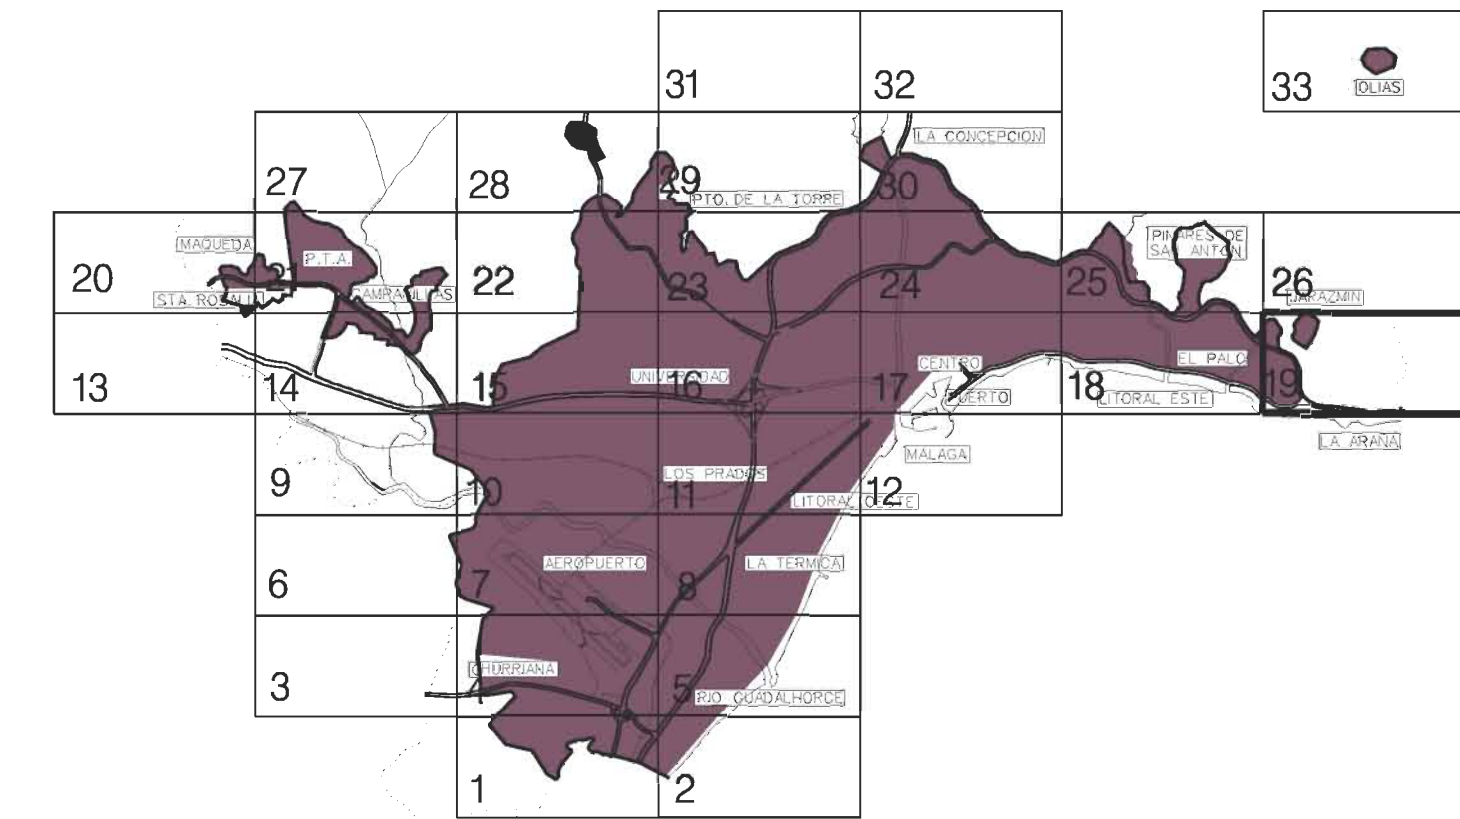 31
32
33
OLIAS
LA CONCEPCION
27
28
29
PTO. DE LA TORRE
30
MAQUEDA
P.T.A.
PINARES DE
SAN ANTON
20
STA. ROSALIA
CAMPANILLAS
22
23
24
25
26
JARAZMIN
13
14
15
UNIVERSIDAD
16
CENTRO
17
PUERTO
18
LITORAL ESTE
EL PALO
19
LA ARAÑA
MALAGA
9
10
LOS PRADOS
11
LITORAL OESTE
12
6
7
AEROPUERTO
8
LA TERMICA
3
CHURRIANA
5
RIO GUADALHORCE
1
2